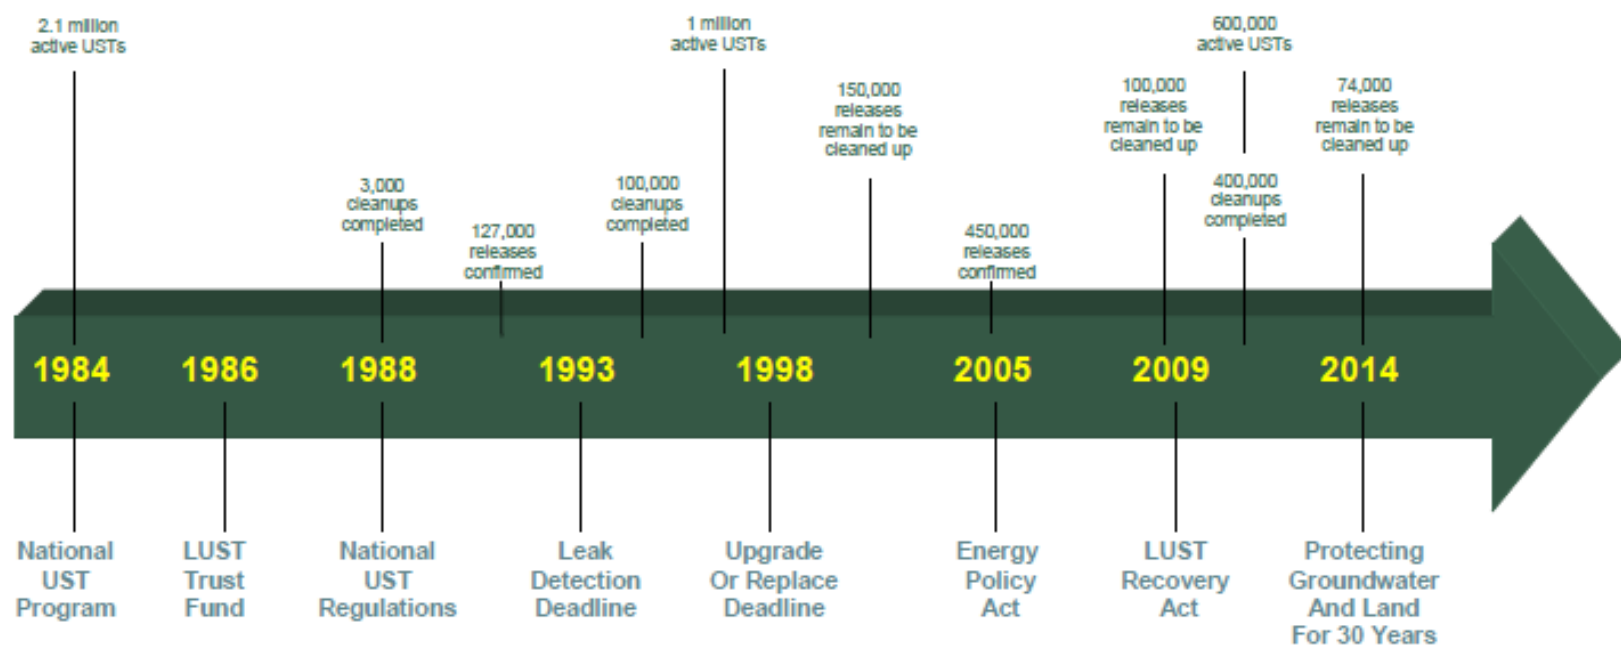 2.1 million
active USTs
1 million
active USTs
600,000
active USTs
150,000
releases
remain to be
cleaned up
100,000
releases
remain to be
cleaned up
74,000
releases
remain to be
cleaned up
3,000
cleanups
completed
127,000
releases
confirmed
100,000
cleanups
completed
450,000
releases
confirmed
400,000
cleanups
completed
1984
1986
1988
1993
1998
2005
2009
2014
National
UST
Program
LUST
Trust
Fund
National
UST
Regulations
Leak
Detection
Deadline
Upgrade
Or Replace
Deadline
Energy
Policy
Act
LUST
Recovery
Act
Protecting
Groundwater
And Land
For 30 Years